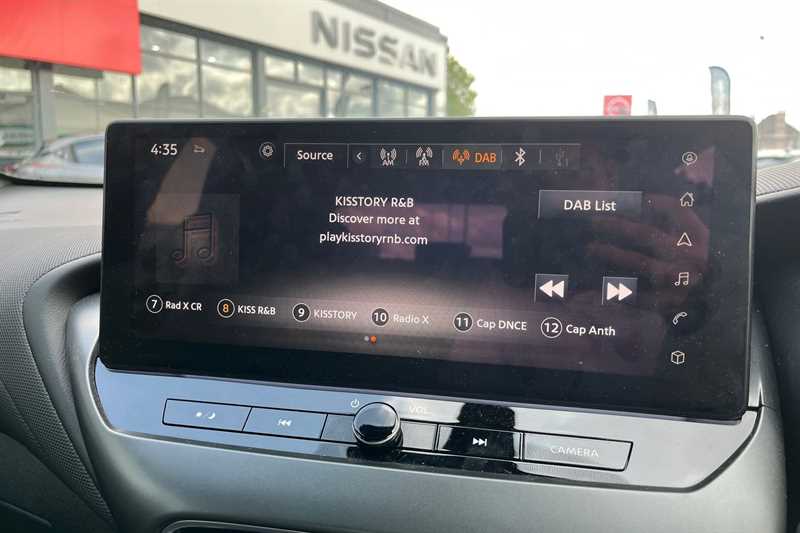 NISSAN
4:35
Source
AM
FM
DAB
KISSTORY R&B
Discover more at
playkisstoryrnb.com
DAB List
7 Rad X CR
8 KISS R&B
9 KISSTORY
10 Radio X
11 Cap DNCE
12 Cap Anth
VOL
CAMERA